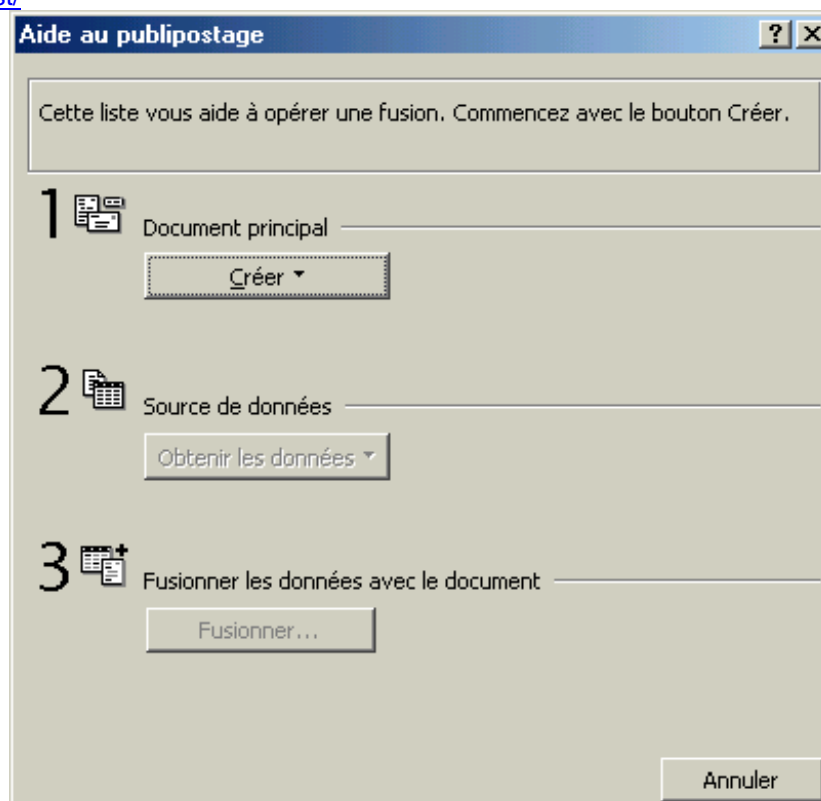 st/
Aide au publipostage
Cette liste vous aide à opérer une fusion. Commencez avec le bouton Créer.
1 Document principal
Créer
2 Source de données
Obtenir les données
3 Fusionner les données avec le document
Fusionner...
Annuler